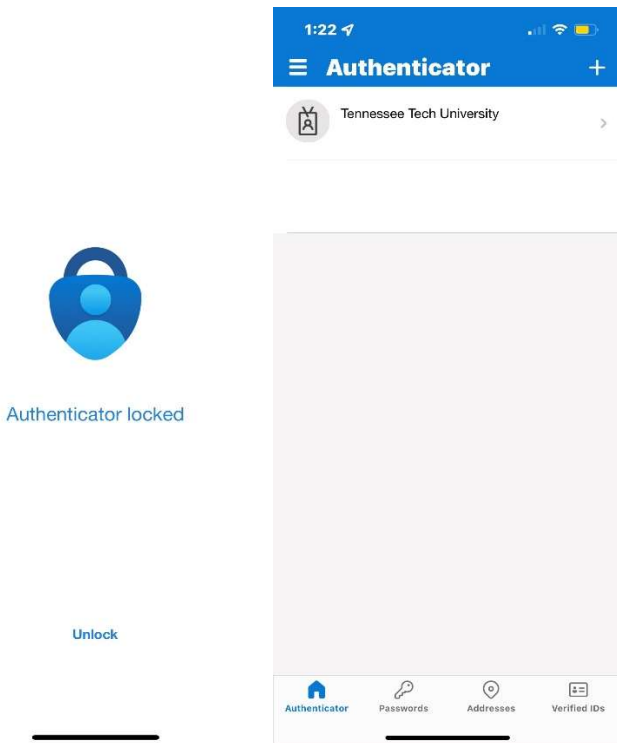 Authenticator locked
Unlock
1:22
Authenticator
Tennessee Tech University
Authenticator
Passwords
Addresses
Verified IDs